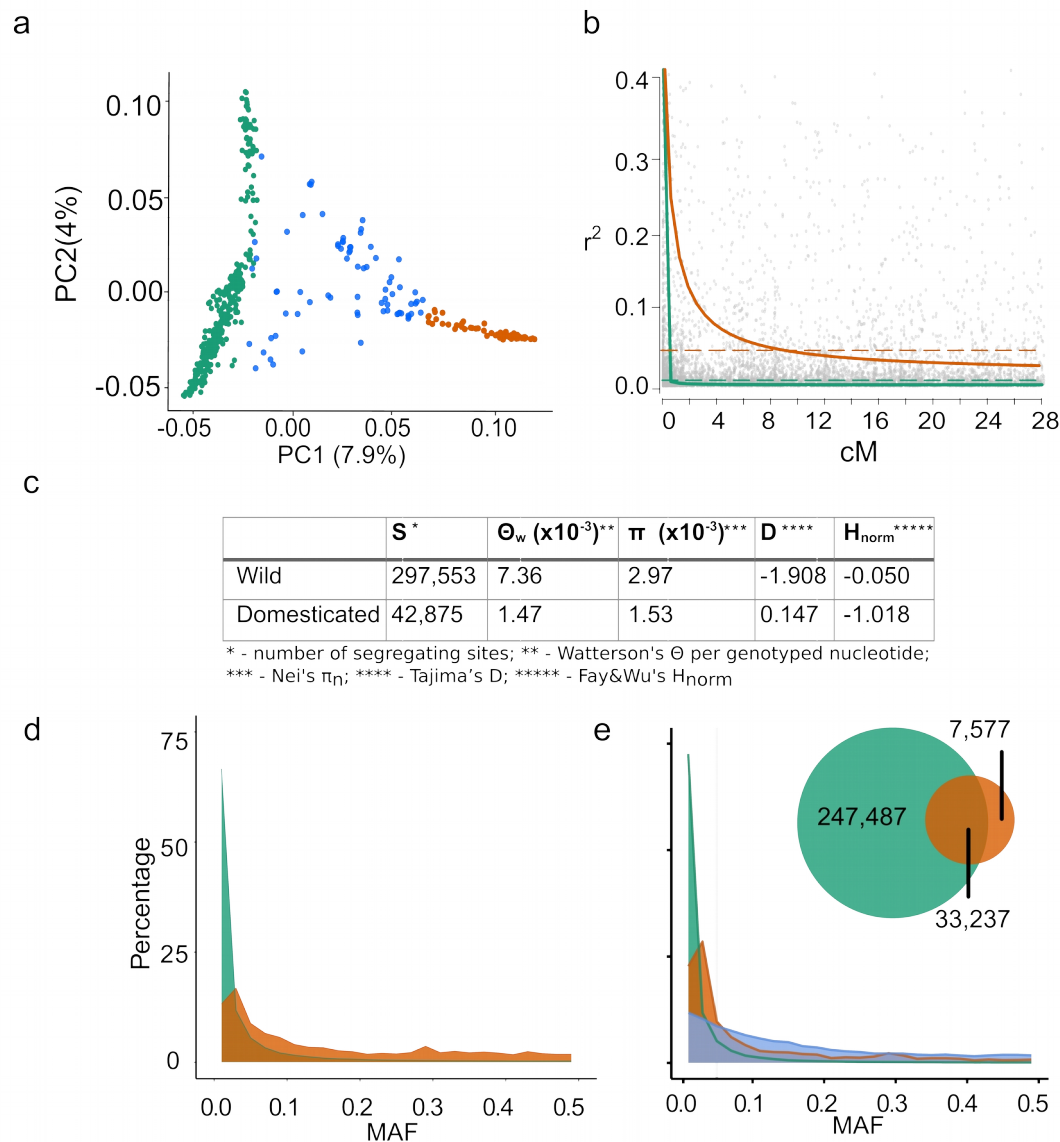 a
0.10
0.05
0.00
-0.05
PC2(4%)
-0.05 0.00 0.05 0.10
PC1 (7.9%)
b
0.4
0.3
0.2
0.1
0.0
r²
0 4 8 12 16 20 24 28
cM
c
S * Θw (x10⁻³)** π (x10⁻³)*** D **** Hnorm*****
Wild 297,553 7.36 2.97 -1.908 -0.050
Domesticated 42,875 1.47 1.53 0.147 -1.018
* - number of segregating sites; ** - Watterson's Θ per genotyped nucleotide;
*** - Nei's πn; **** - Tajima’s D; ***** - Fay&Wu's Hnorm
d
75
50
25
0
Percentage
0.0 0.1 0.2 0.3 0.4 0.5
MAF
e
7,577
247,487
33,237
0.0 0.1 0.2 0.3 0.4 0.5
MAF